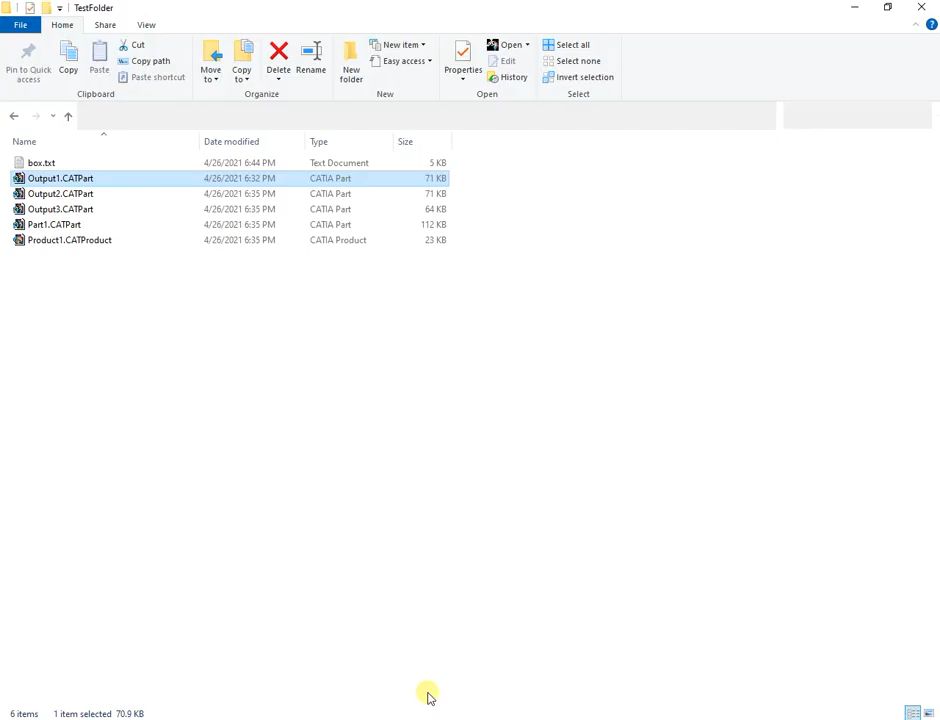 TestFolder
File Home Share View
Pin to Quick access
Copy
Paste
Cut
Copy path
Paste shortcut
Clipboard
Move to
Copy to
Delete
Rename
Organize
New folder
New item
Easy access
New
Properties
Open
Edit
History
Open
Select all
Select none
Invert selection
Select
Name Date modified Type Size
box.txt 4/26/2021 6:44 PM Text Document 5 KB
Output1.CATPart 4/26/2021 6:32 PM CATIA Part 71 KB
Output2.CATPart 4/26/2021 6:35 PM CATIA Part 71 KB
Output3.CATPart 4/26/2021 6:35 PM CATIA Part 64 KB
Part1.CATPart 4/26/2021 6:35 PM CATIA Part 112 KB
Product1.CATProduct 4/26/2021 6:35 PM CATIA Product 23 KB
6 items 1 item selected 70.9 KB